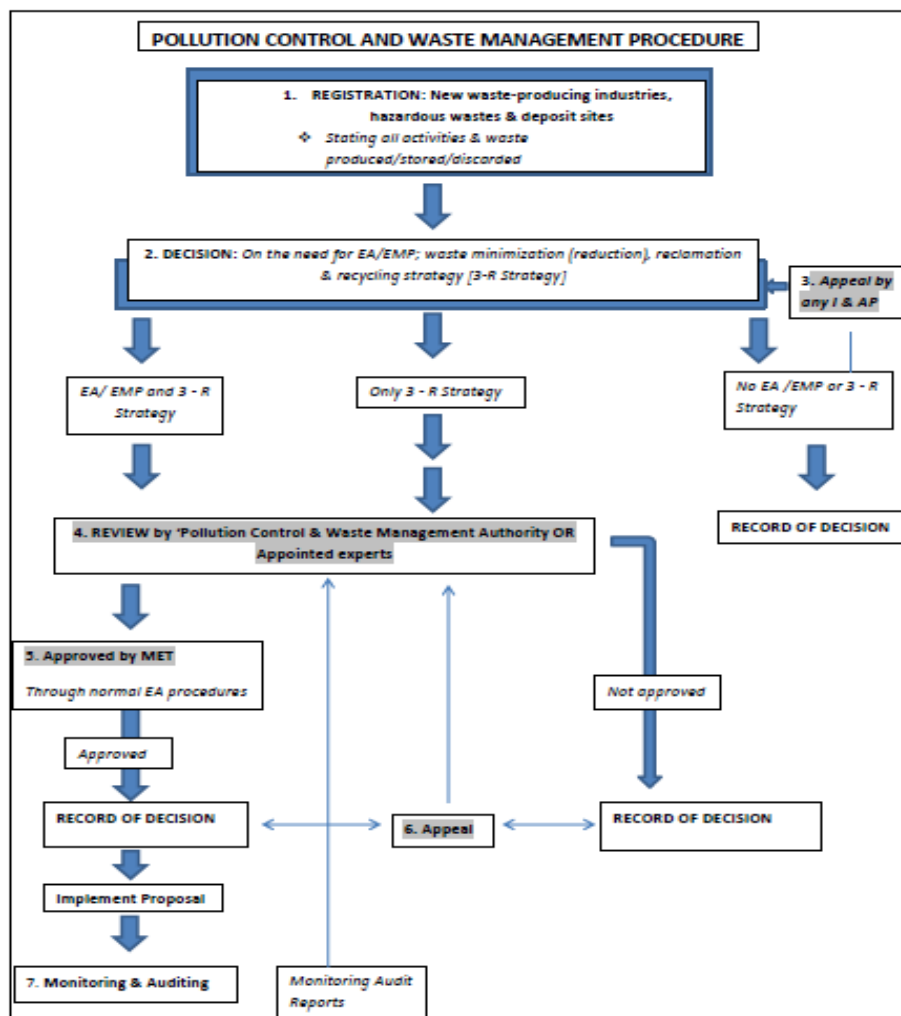 POLLUTION CONTROL AND WASTE MANAGEMENT PROCEDURE
1. REGISTRATION: New waste-producing industries,
hazardous wastes & deposit sites
❖ Stating all activities & waste
produced/stored/discarded
2. DECISION: On the need for EA/EMP; waste minimization (reduction), reclamation
& recycling strategy [3-R Strategy]
3. Appeal by
any I & AP
EA/ EMP and 3 - R
Strategy
Only 3 - R Strategy
No EA /EMP or 3 - R
Strategy
RECORD OF DECISION
4. REVIEW by ‘Pollution Control & Waste Management Authority OR
Appointed experts
5. Approved by MET
Through normal EA procedures
Not approved
Approved
RECORD OF DECISION
6. Appeal
RECORD OF DECISION
Implement Proposal
7. Monitoring & Auditing
Monitoring Audit
Reports